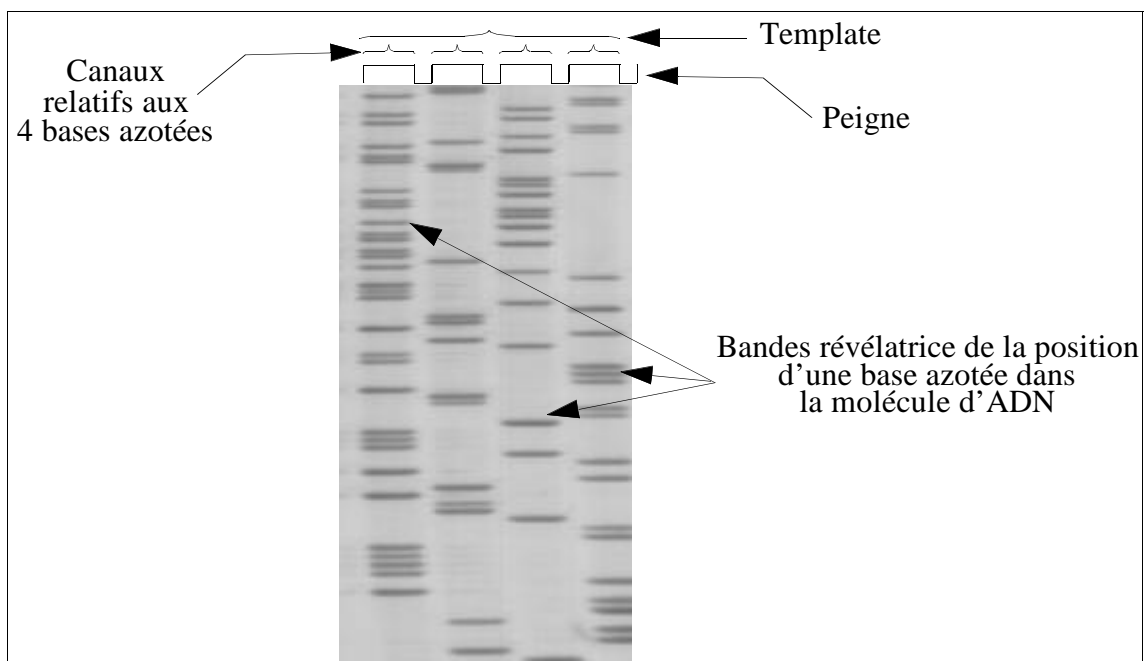 Template
Canaux
relatifs aux
4 bases azotées
Peigne
Bandes révélatrice de la position
d’une base azotée dans
la molécule d’ADN